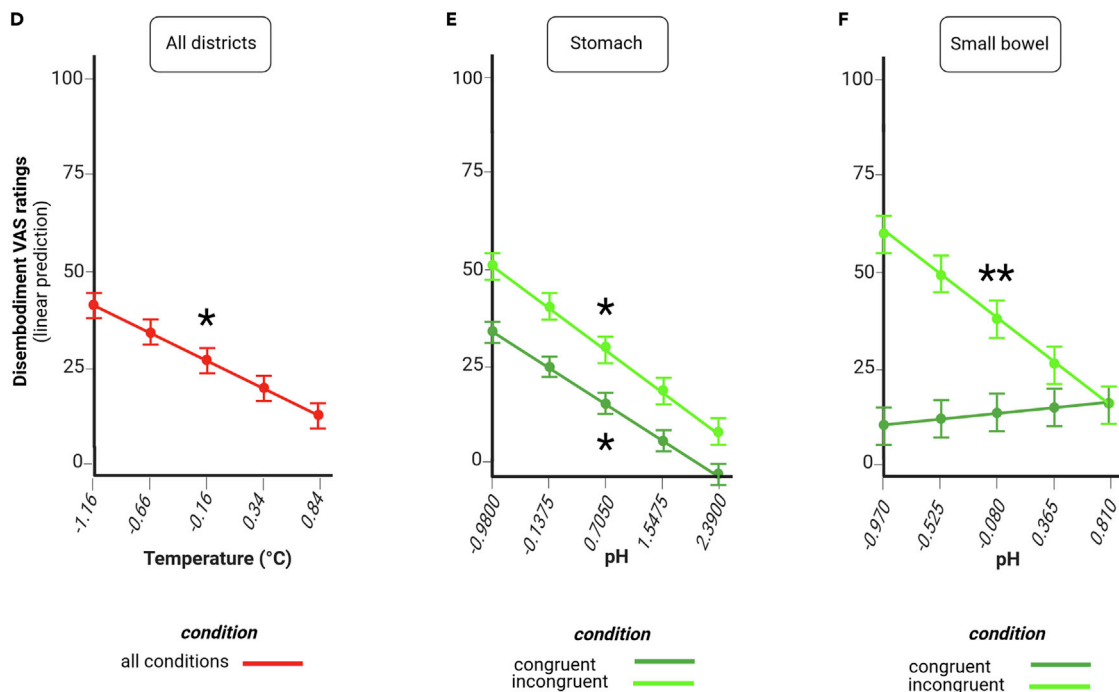 D
All districts
100
75
50
25
0
Disembodiment VAS ratings
(linear prediction)
*
-1.16
-0.66
-0.16
0.34
0.84
Temperature (°C)
condition
all conditions
E
Stomach
100
75
50
25
0
*
*
-0.9800
-0.1375
0.7050
1.5475
2.3900
pH
condition
congruent
incongruent
F
Small bowel
100
75
50
25
0
**
-0.970
-0.525
-0.080
0.365
0.810
pH
condition
congruent
incongruent